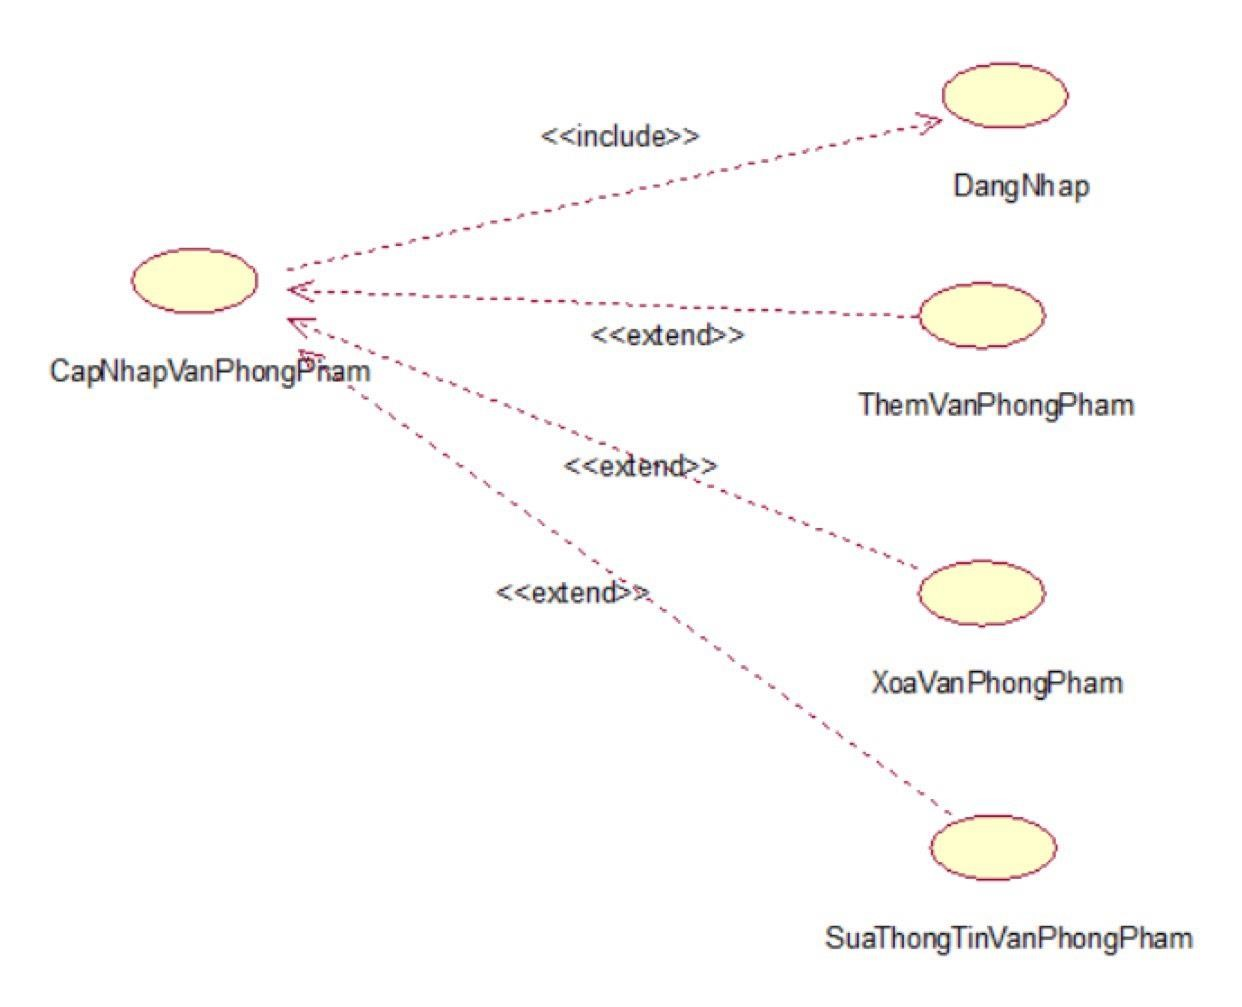 <<include>>
DangNhap
<<extend>>
CapNhapVanPhongPham
ThemVanPhongPham
<<extend>>
<<extend>>
XoaVanPhongPham
SuaThongTinVanPhongPham